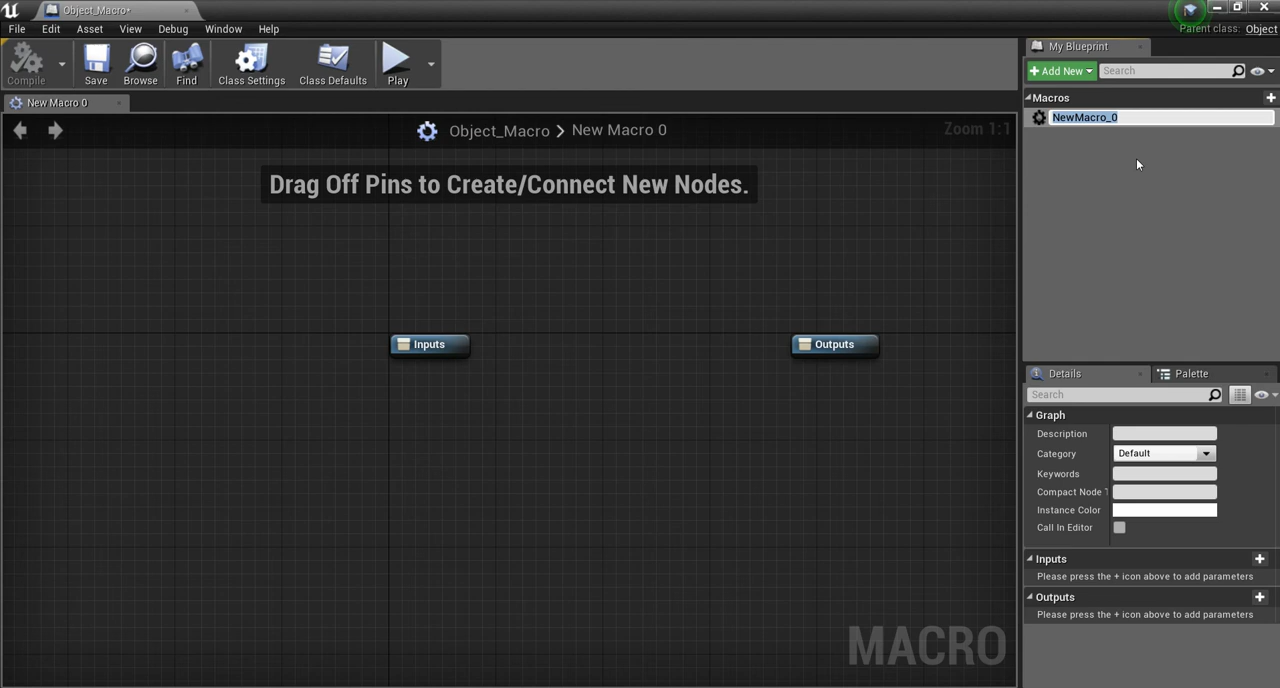 Object_Macro*
File Edit Asset View Debug Window Help
Parent class: Object
Compile Save Browse Find Class Settings Class Defaults Play
My Blueprint
+ Add New Search
New Macro 0
Macros
NewMacro_0
Object_Macro > New Macro 0
Zoom 1:1
Drag Off Pins to Create/Connect New Nodes.
Inputs
Outputs
MACRO
Details Palette
Search
Graph
Description
Category Default
Keywords
Compact Node
Instance Color
Call In Editor
Inputs
Please press the + icon above to add parameters
Outputs
Please press the + icon above to add parameters